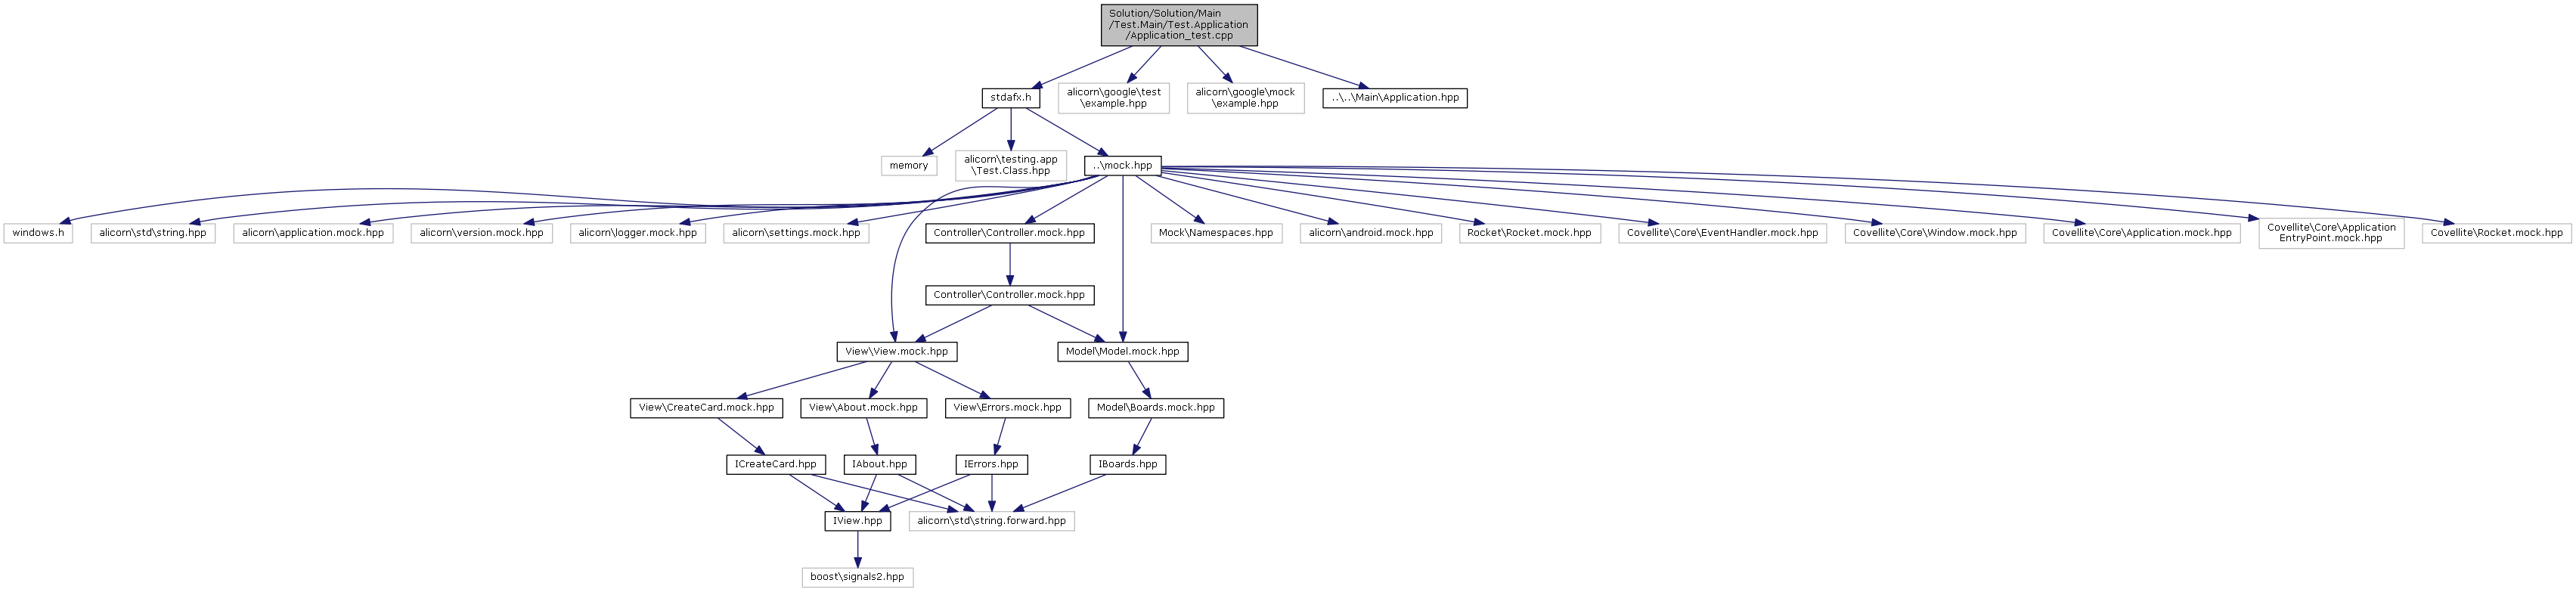 Solution/Solution/Main
/Test.Main/Test.Application
/Application_test.cpp
stdafx.h
alicorn\google\test
\example.hpp
alicorn\google\mock
\example.hpp
..\..\Main\Application.hpp
memory
alicorn\testing.app
\Test.Class.hpp
..\mock.hpp
windows.h
alicorn\std\string.hpp
alicorn\application.mock.hpp
alicorn\version.mock.hpp
alicorn\logger.mock.hpp
alicorn\settings.mock.hpp
Controller\Controller.mock.hpp
Mock\Namespaces.hpp
alicorn\android.mock.hpp
Rocket\Rocket.mock.hpp
Covellite\Core\EventHandler.mock.hpp
Covellite\Core\Window.mock.hpp
Covellite\Core\Application.mock.hpp
Covellite\Core\Application
EntryPoint.mock.hpp
Covellite\Rocket.mock.hpp
Controller\Controller.mock.hpp
View\View.mock.hpp
Model\Model.mock.hpp
View\CreateCard.mock.hpp
View\About.mock.hpp
View\Errors.mock.hpp
Model\Boards.mock.hpp
ICreateCard.hpp
IAbout.hpp
IErrors.hpp
IBoards.hpp
IView.hpp
alicorn\std\string.forward.hpp
boost\signals2.hpp